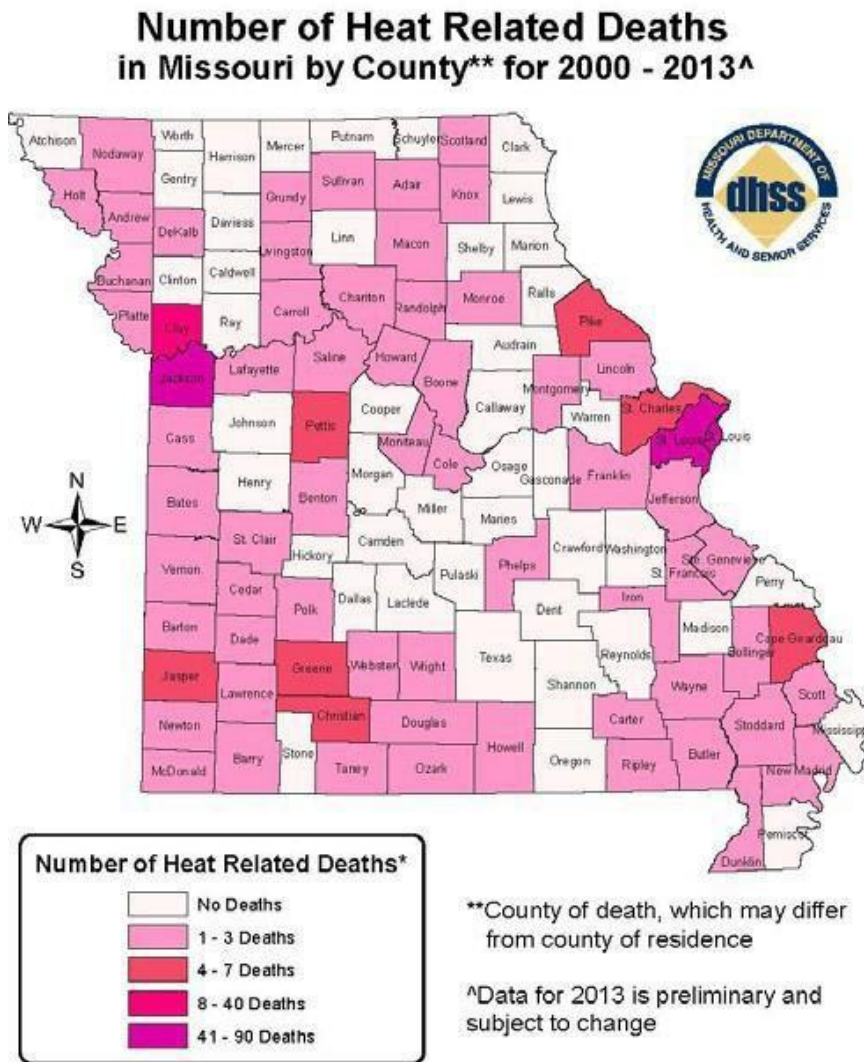 Number of Heat Related Deaths
in Missouri by County** for 2000 - 2013^
Atchison
Nodaway
Worth
Harrison
Mercer
Putnam
Schuyler
Scotland
Clark
Holt
Gentry
Andrew
DeKalb
Daviess
Grundy
Sullivan
Adair
Knox
Lewis
Linn
Livingston
Macon
Shelby
Marion
Buchanan
Clinton
Caldwell
Chariton
Randolph
Monroe
Ralls
Platte
Clay
Ray
Carroll
Pike
Audrain
Jackson
Lafayette
Saline
Howard
Boone
Montgomery
Lincoln
Callaway
Warren
St. Charles
Cass
Johnson
Pettis
Cooper
Moniteau
Cole
Osage
Gasconade
Franklin
St. Louis
St. Louis
Jefferson
Bates
Henry
Benton
Morgan
Miller
Maries
Camden
St. Clair
Hickory
Vernon
Cedar
Polk
Dallas
Laclede
Pulaski
Phelps
Crawford
Washington
St Francois
Ste. Genevieve
Perry
Barton
Dade
Dent
Iron
Madison
Bollinger
Cape Girardeau
Jasper
Lawrence
Greene
Webster
Wright
Texas
Reynolds
Shannon
Wayne
Scott
Newton
Christian
Douglas
Howell
Carter
Stoddard
Mississippi
McDonald
Barry
Stone
Taney
Ozark
Oregon
Ripley
Butler
New Madrid
Dunklin
Pemiscot
MISSOURI DEPARTMENT OF
dhss
HEALTH AND SENIOR SERVICES
N
W E
S
Number of Heat Related Deaths*
No Deaths
1 - 3 Deaths
4 - 7 Deaths
8 - 40 Deaths
41 - 90 Deaths
**County of death, which may differ
from county of residence
^Data for 2013 is preliminary and
subject to change